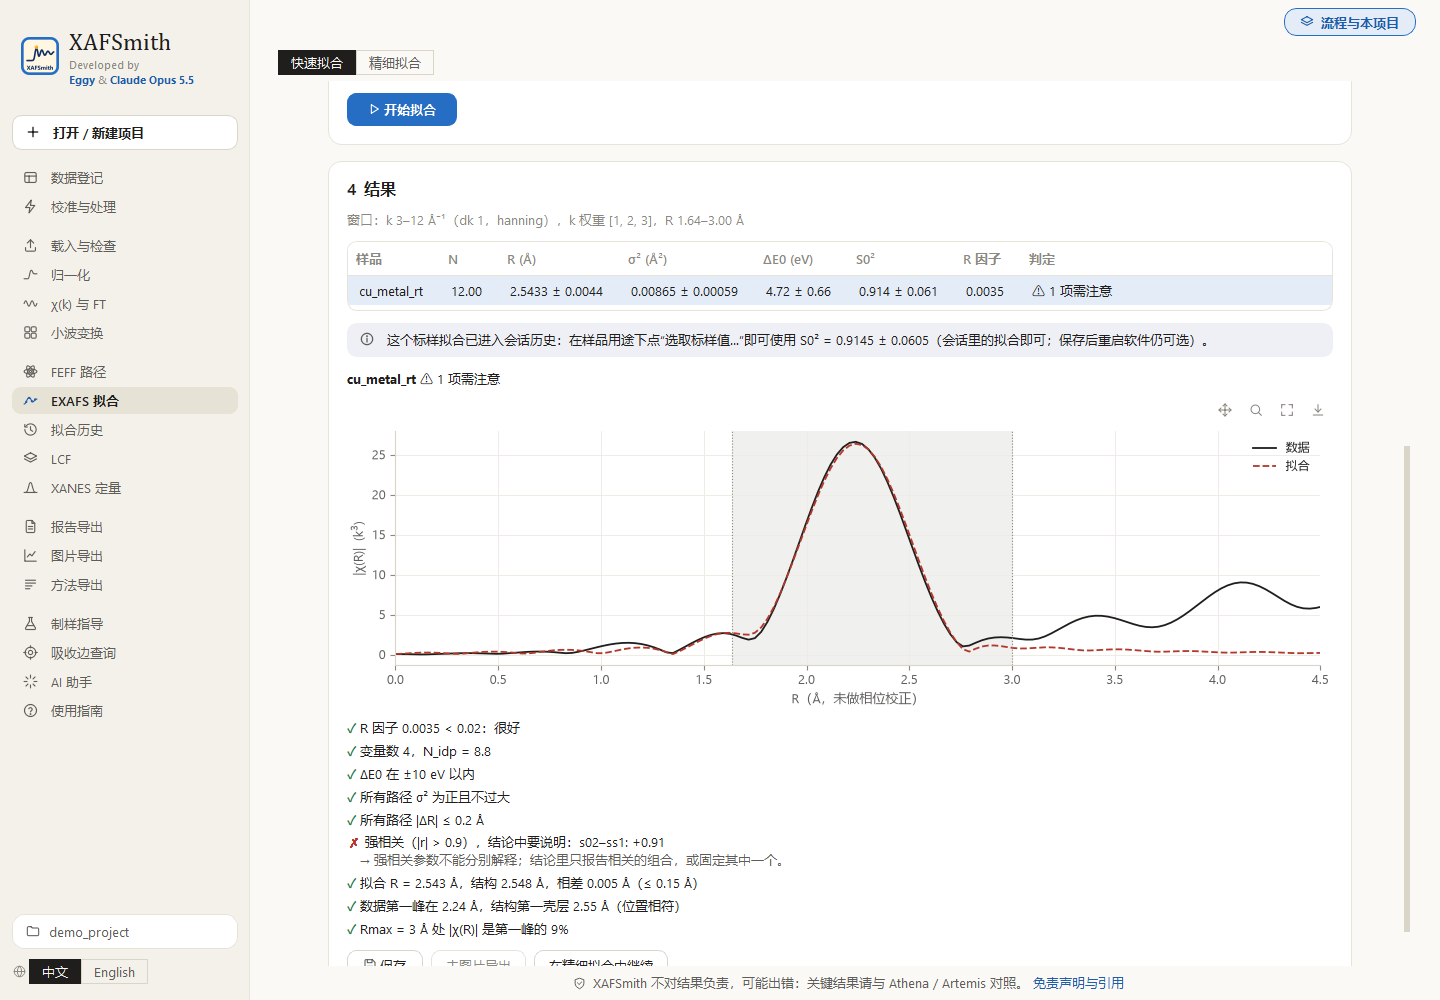 XAFSmith
Developed by
Eggy & Claude Opus 5.5
XAFSmith
打开 / 新建项目
数据登记
校准与处理
载入与检查
归一化
χ(k) 与 FT
小波变换
FEFF 路径
EXAFS 拟合
拟合历史
LCF
XANES 定量
报告导出
图片导出
方法导出
制样指导
吸收边查询
AI 助手
使用指南
demo_project
中文 English
流程与本项目
快速拟合 精细拟合
开始拟合
4 结果
窗口：k 3–12 Å⁻¹（dk 1，hanning），k 权重 [1, 2, 3]，R 1.64–3.00 Å
样品 N R (Å) σ² (Å²) ΔE0 (eV) S0² R 因子 判定
cu_metal_rt 12.00 2.5433 ± 0.0044 0.00865 ± 0.00059 4.72 ± 0.66 0.914 ± 0.061 0.0035 ⚠ 1 项需注意
这个标样拟合已进入会话历史：在样品用途下点“选取标样值…”即可使用 S0² = 0.9145 ± 0.0605（会话里的拟合即可；保存后重启软件仍可选）。
cu_metal_rt ⚠ 1 项需注意
数据
拟合
|χ(R)| (k³)
25
20
15
10
5
0
0.0 0.5 1.0 1.5 2.0 2.5 3.0 3.5 4.0 4.5
R（Å，未做相位校正）
✓ R 因子 0.0035 < 0.02：很好
✓ 变量数 4，N_idp = 8.8
✓ ΔE0 在 ±10 eV 以内
✓ 所有路径 σ² 为正且不过大
✓ 所有路径 |ΔR| ≤ 0.2 Å
✗ 强相关（|r| > 0.9），结论中要说明：s02–ss1: +0.91
→ 强相关参数不能分别解释；结论里只报告相关的组合，或固定其中一个。
✓ 拟合 R = 2.543 Å，结构 2.548 Å，相差 0.005 Å（≤ 0.15 Å）
✓ 数据第一峰在 2.24 Å，结构第一壳层 2.55 Å（位置相符）
✓ Rmax = 3 Å 处 |χ(R)| 是第一峰的 9%
保存 去图片导出 在精细拟合中继续
XAFSmith 不对结果负责，可能出错：关键结果请与 Athena / Artemis 对照。 免责声明与引用